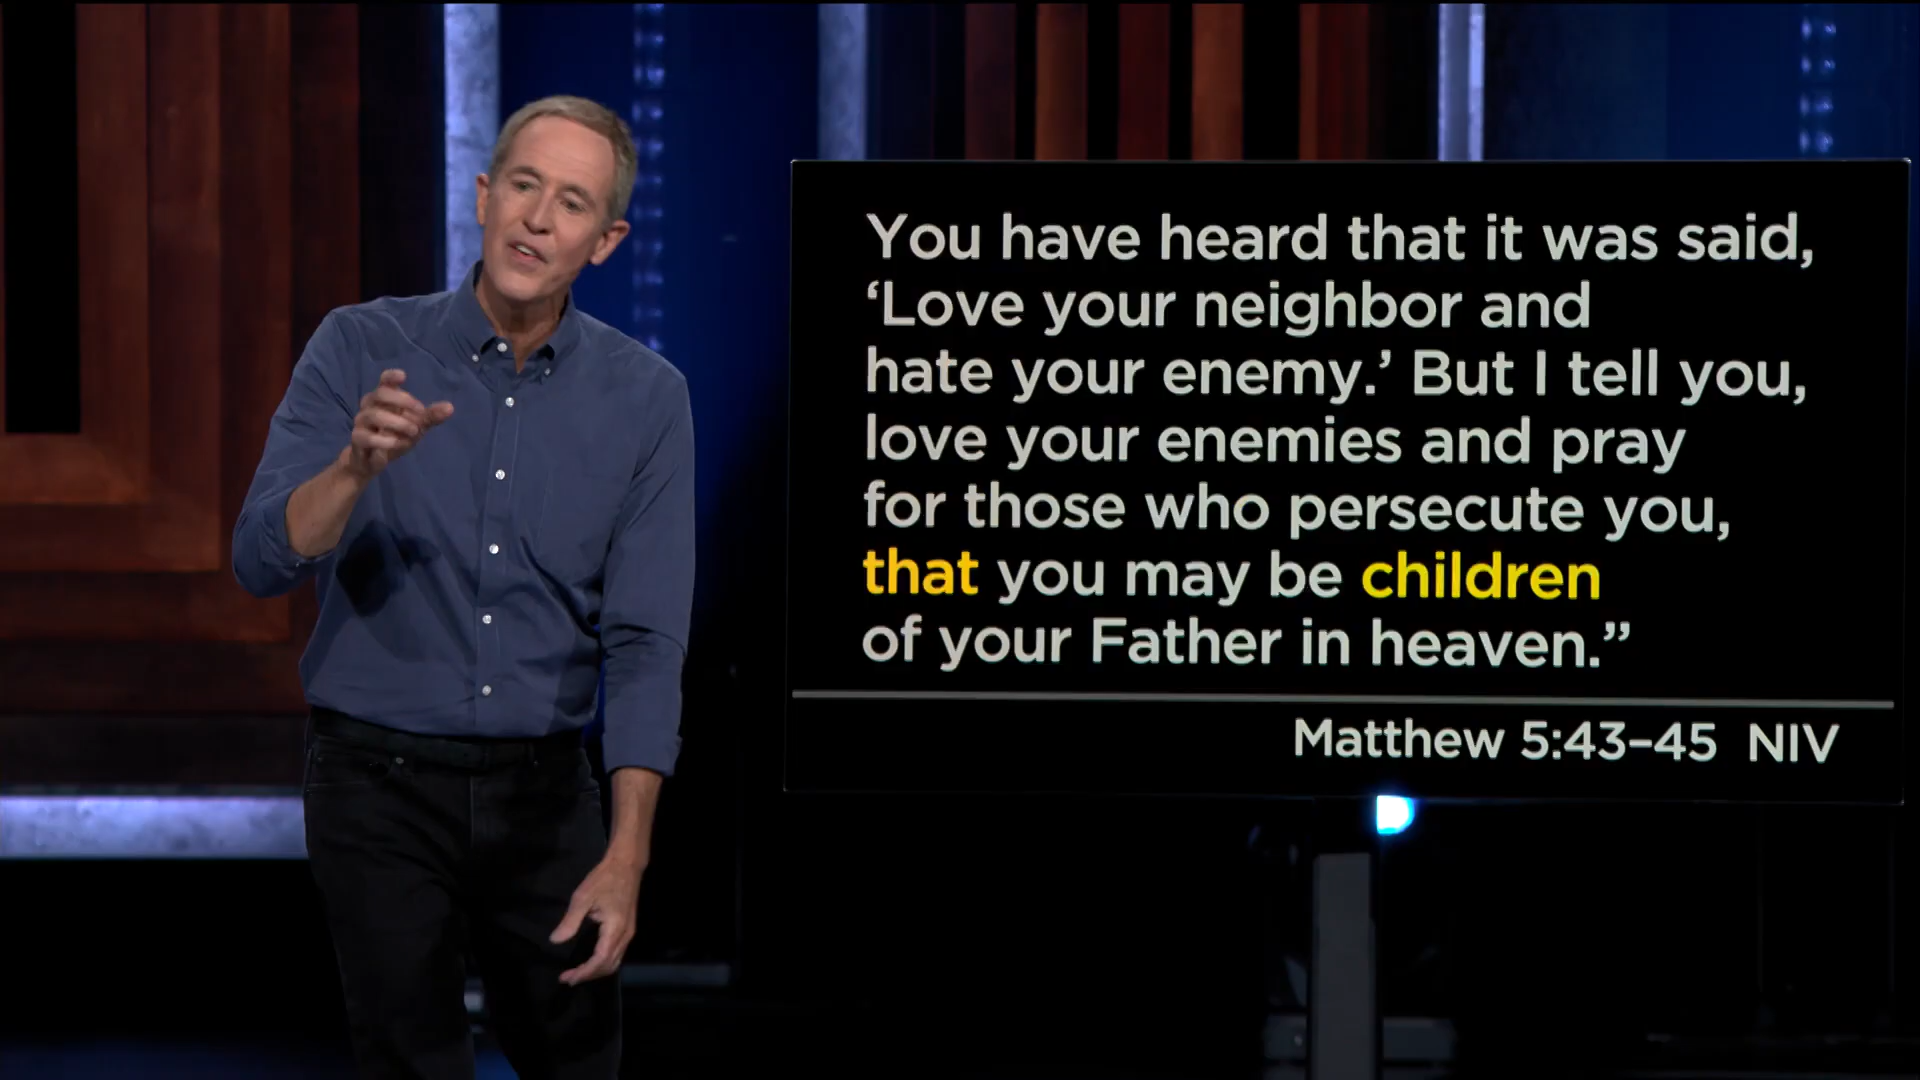 You have heard that it was said,
‘Love your neighbor and
hate your enemy.’ But I tell you,
love your enemies and pray
for those who persecute you,
that you may be children
of your Father in heaven.”
Matthew 5:43–45 NIV